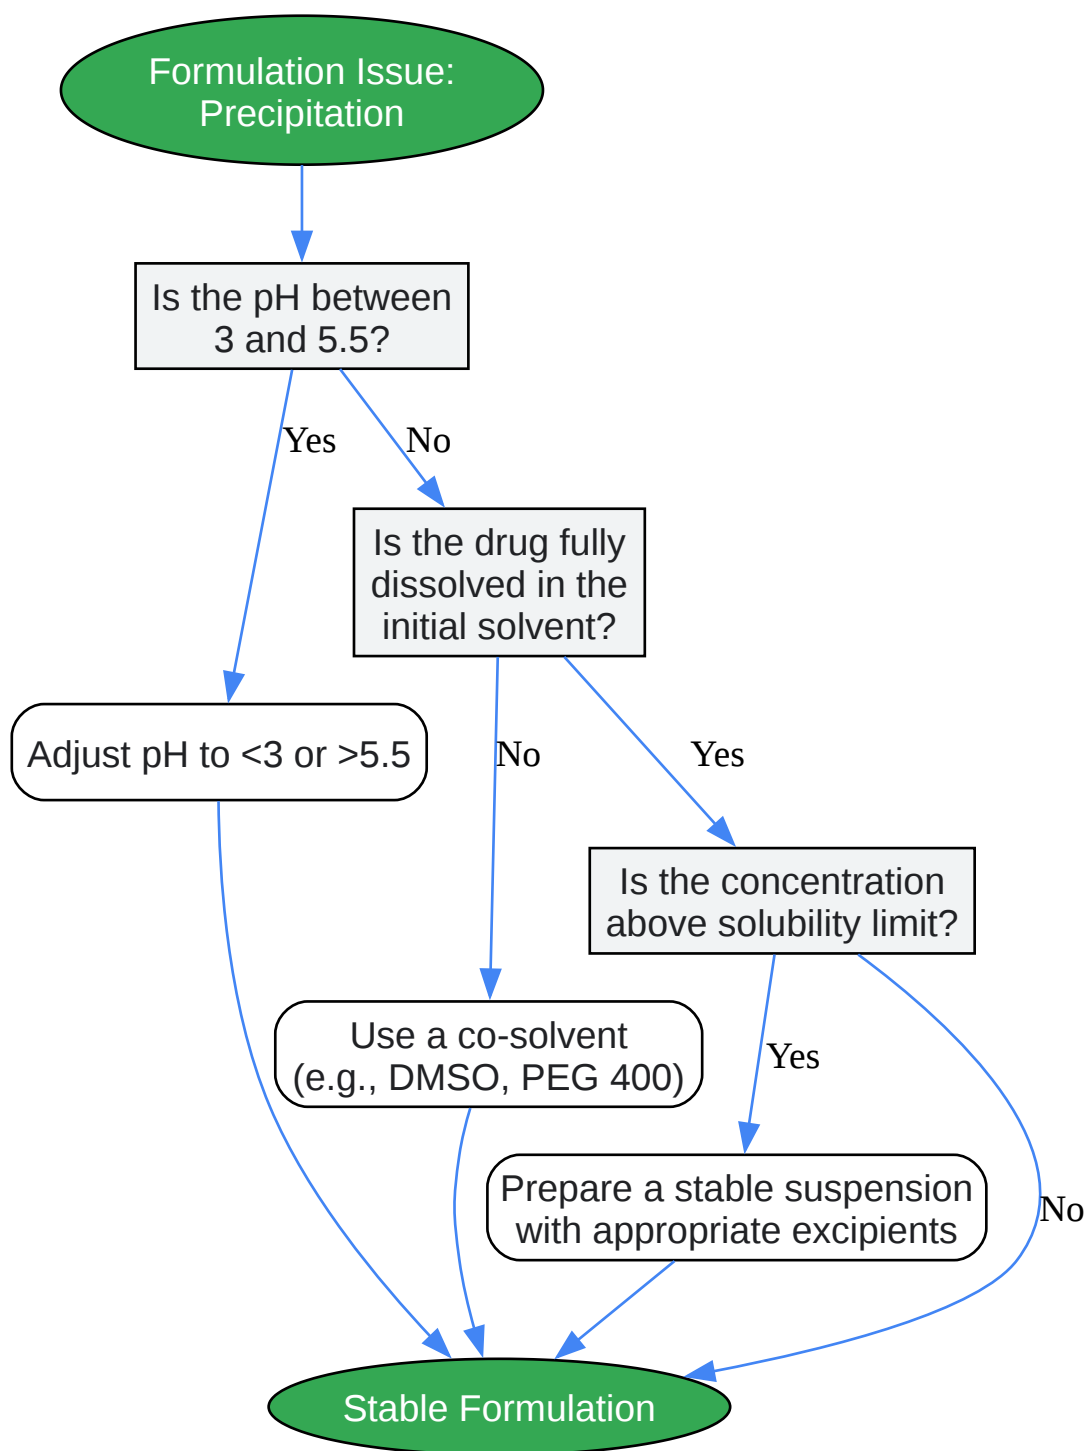 Formulation Issue:
Precipitation
Is the pH between
3 and 5.5?
Yes
No
Is the drug fully
dissolved in the
initial solvent?
Adjust pH to <3 or >5.5
No
Yes
Is the concentration
above solubility limit?
Use a co-solvent
(e.g., DMSO, PEG 400)
Yes
Prepare a stable suspension
with appropriate excipients
No
Stable Formulation